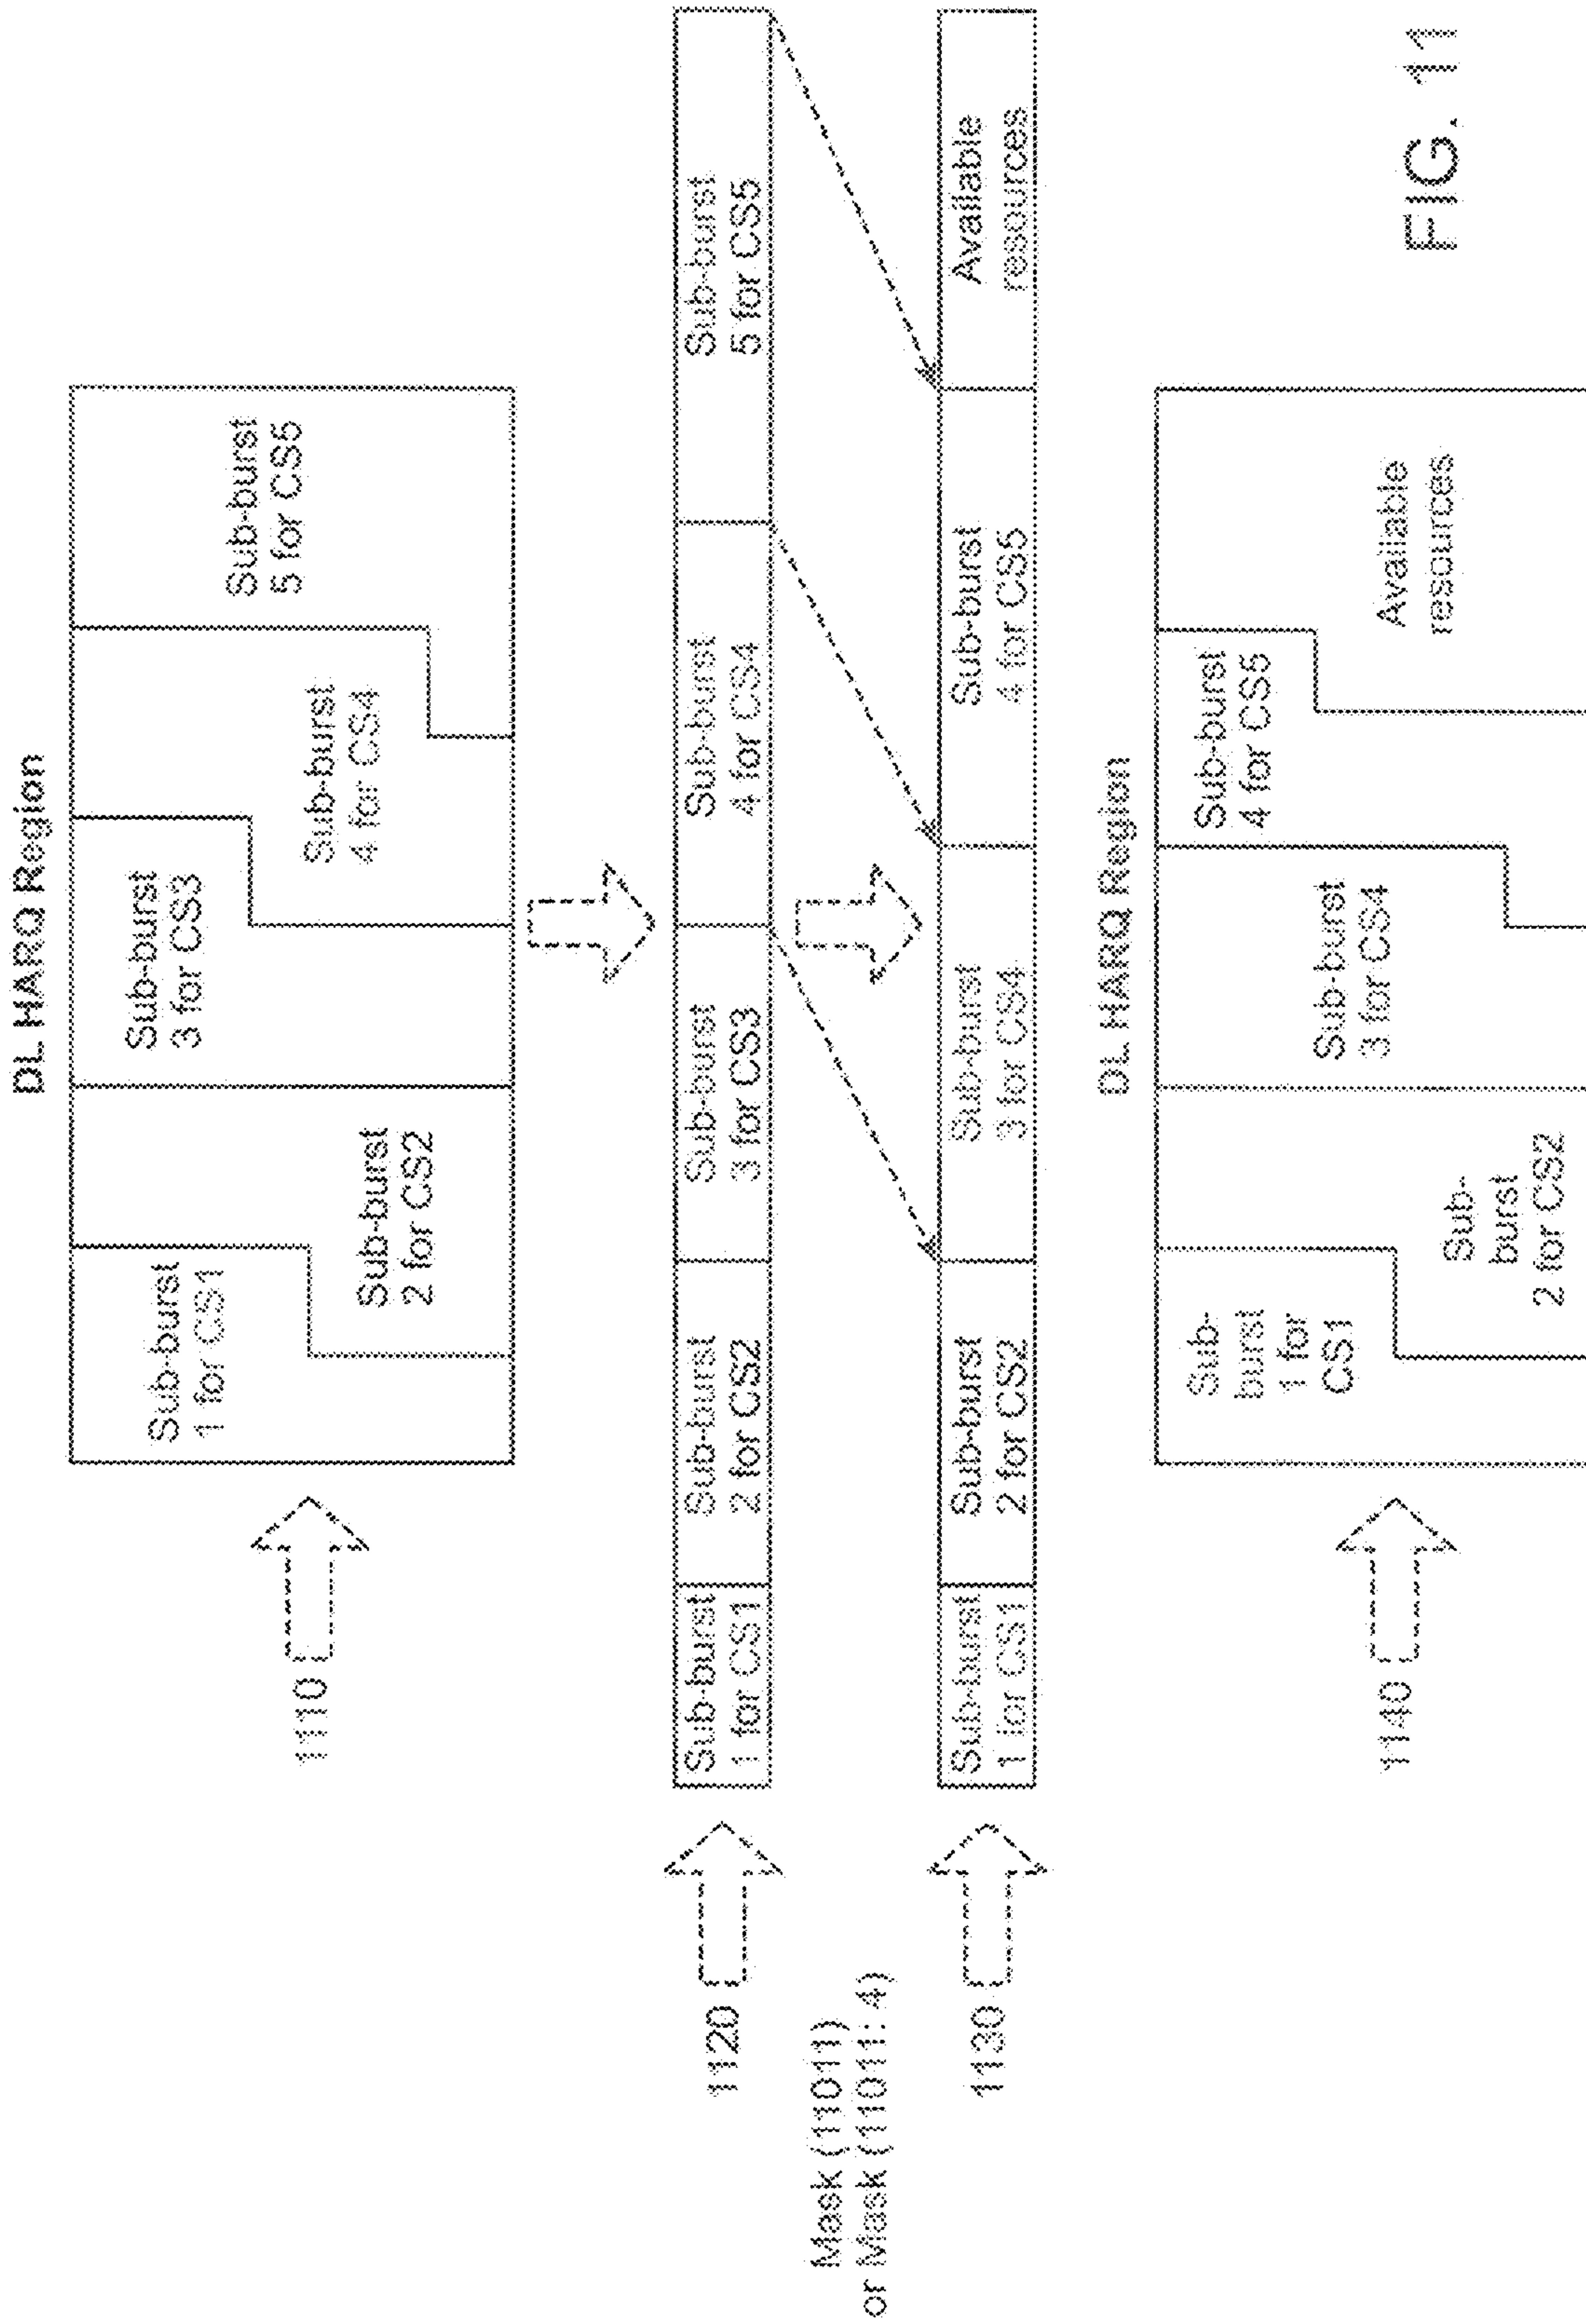 DL HARQ Region
1110
Sub-burst
1 for CS1
Sub-burst
2 for CS2
Sub-burst
3 for CS3
Sub-burst
4 for CS4
Sub-burst
5 for CS5
1120
Sub-burst
1 for CS1
Sub-burst
2 for CS2
Sub-burst
3 for CS3
Sub-burst
4 for CS4
Sub-burst
5 for CS5
Mask (11011)
or Mask (11011: 4)
1130
Sub-burst
1 for CS1
Sub-burst
2 for CS2
Sub-burst
3 for CS4
Sub-burst
4 for CS5
Available
resources
DL HARQ Region
1140
Sub-
burst
1 for
CS1
Sub-
burst
2 for CS2
Sub-burst
3 for CS4
Sub-burst
4 for CS5
Available
resources
FIG. 11